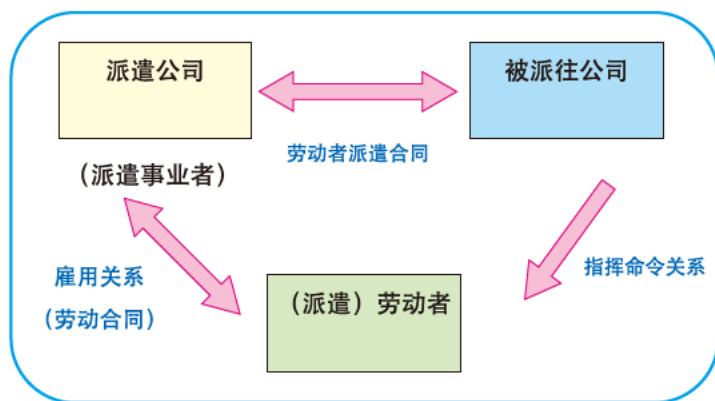 派遣公司
被派往公司
劳动者派遣合同
（派遣事业者）
雇用关系
（劳动合同）
指挥命令关系
（派遣）劳动者